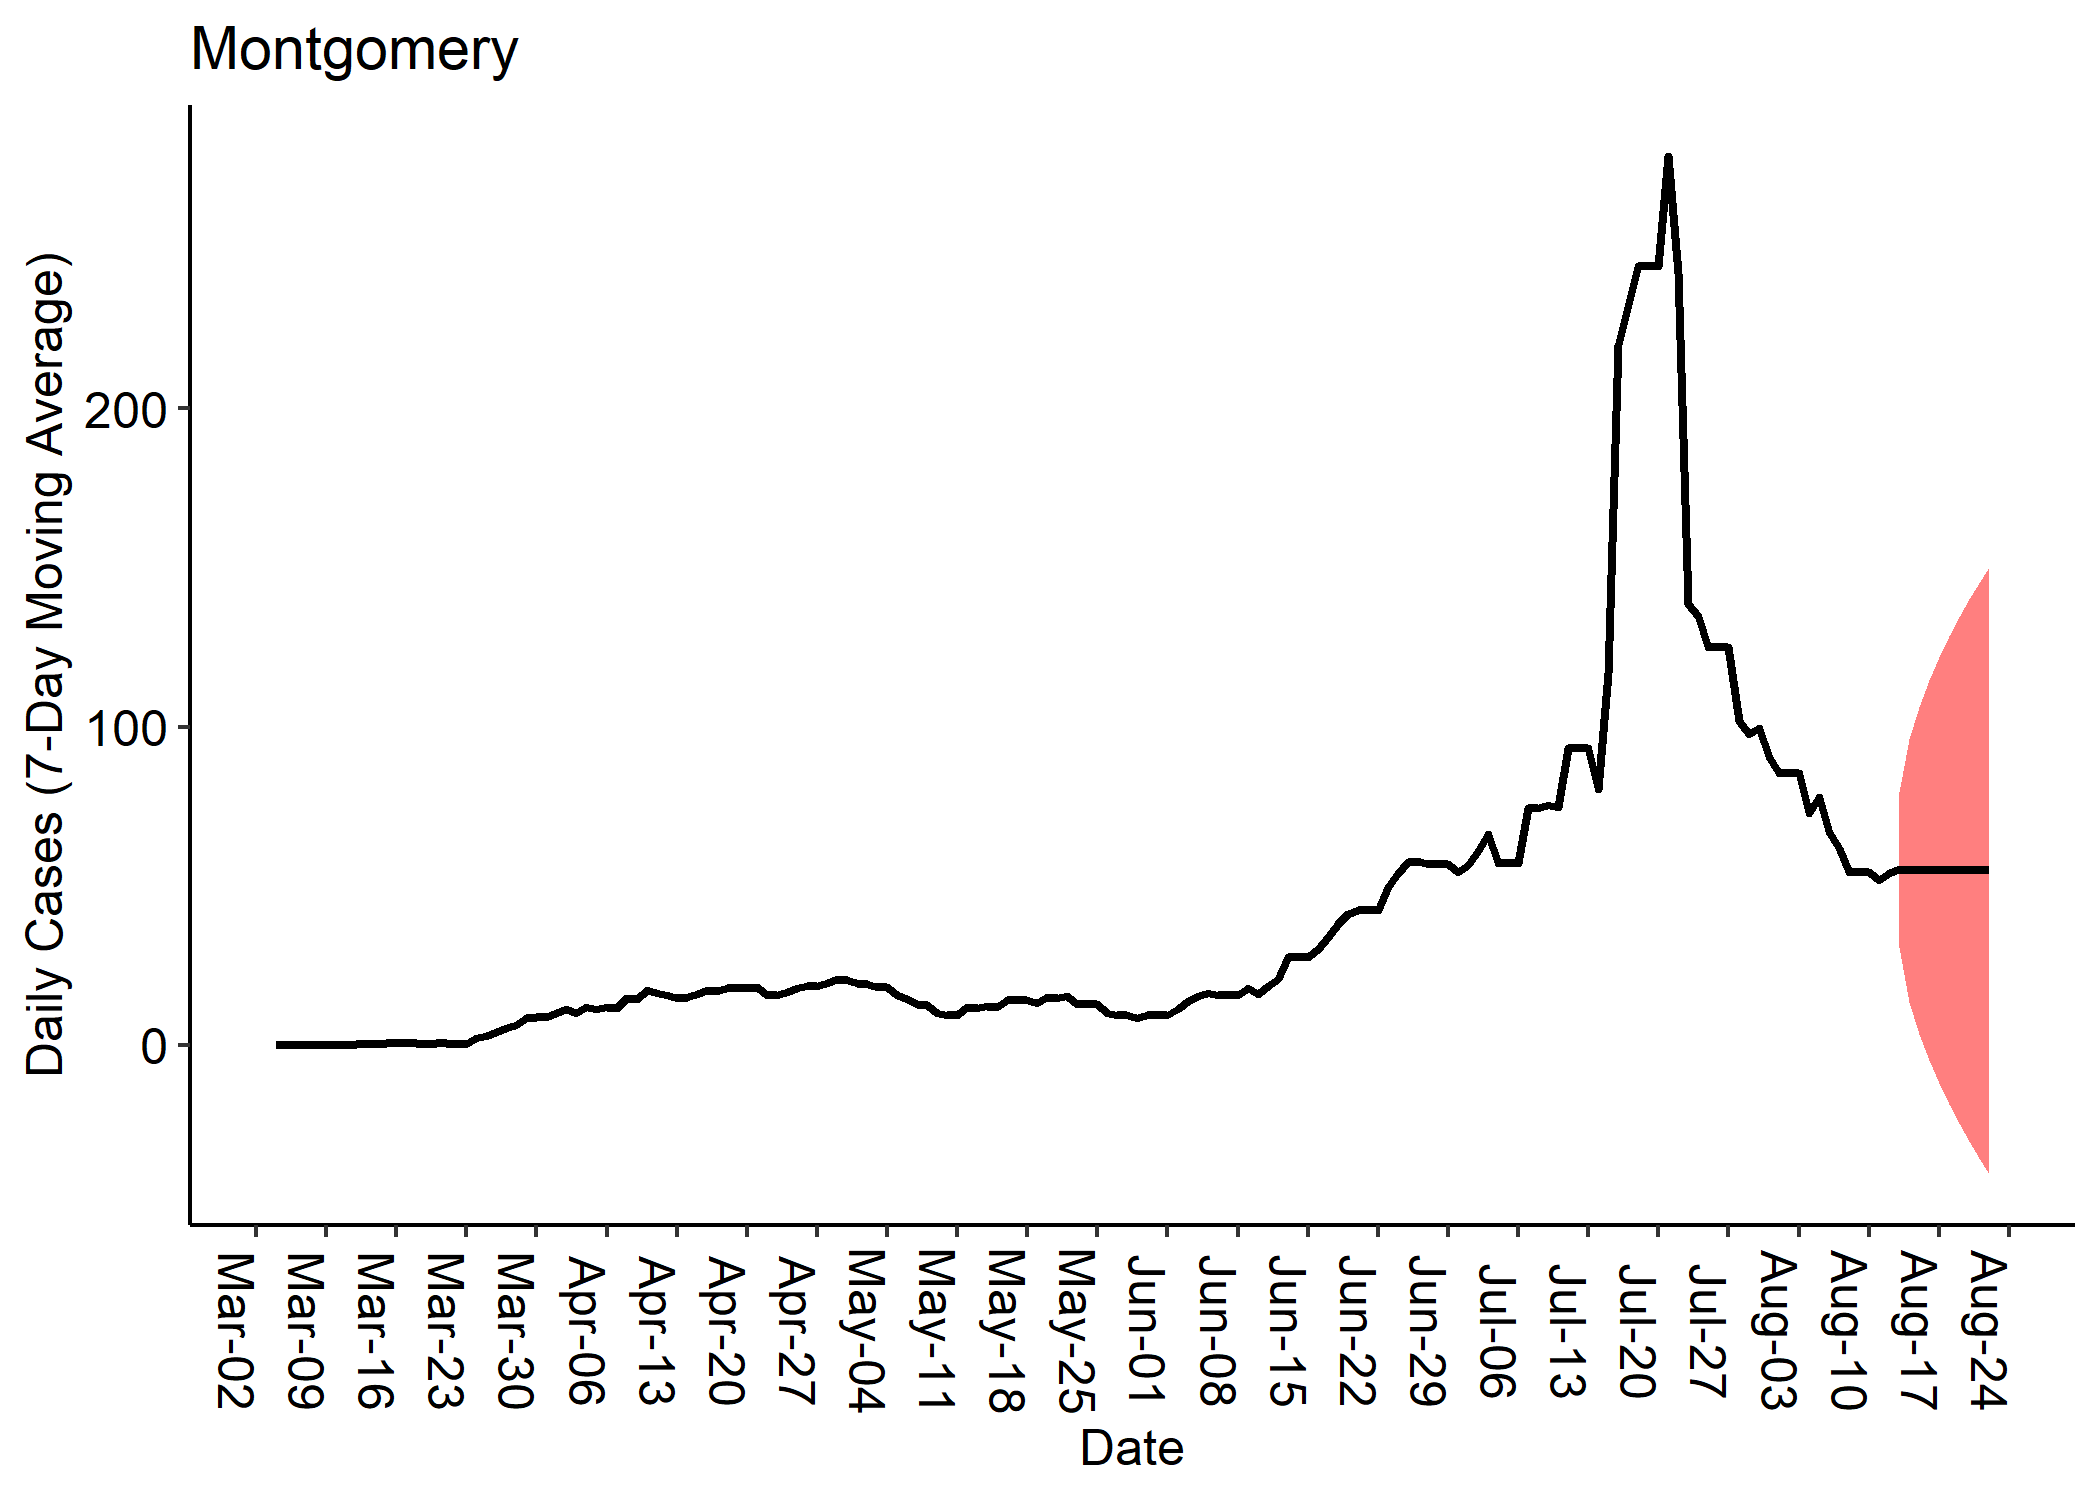 Montgomery
Daily Cases (7-Day Moving Average)
200
100
0
Mar-02
Mar-09
Mar-16
Mar-23
Mar-30
Apr-06
Apr-13
Apr-20
Apr-27
May-04
May-11
May-18
May-25
Jun-01
Jun-08
Jun-15
Jun-22
Jun-29
Jul-06
Jul-13
Jul-20
Jul-27
Aug-03
Aug-10
Aug-17
Aug-24
Date